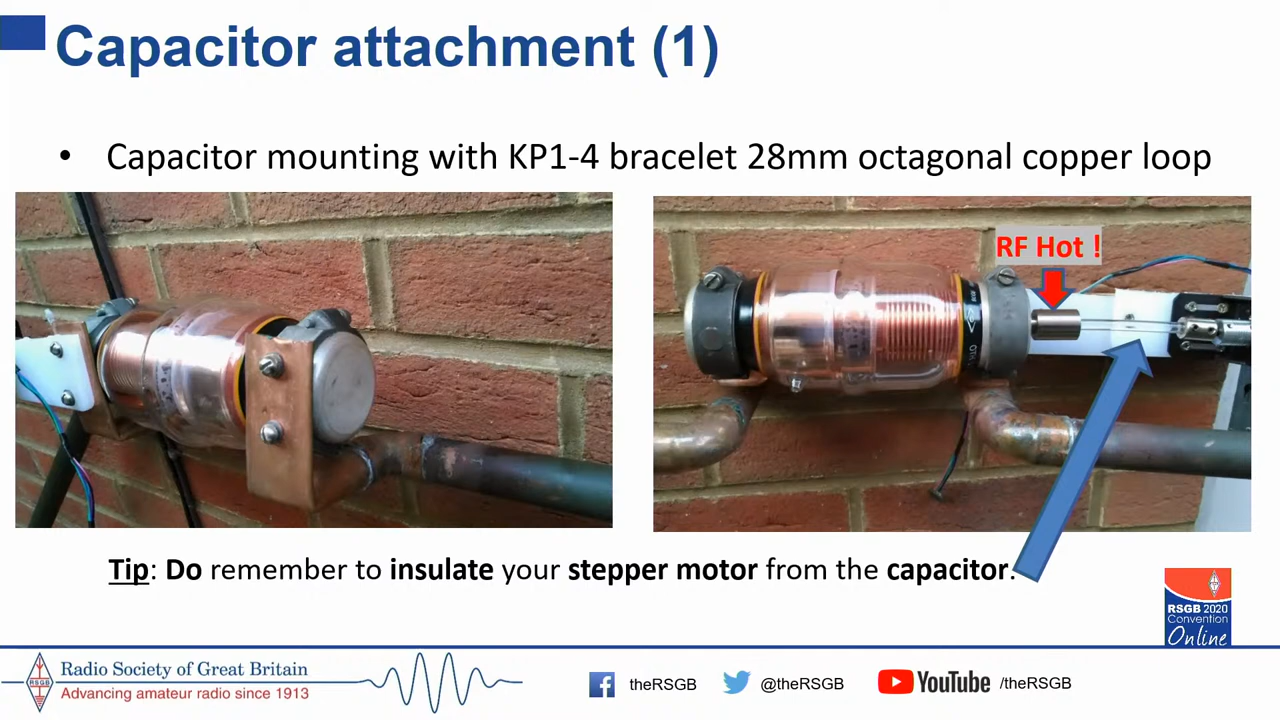 Capacitor attachment (1)
• Capacitor mounting with KP1-4 bracelet 28mm octagonal copper loop
RF Hot !
Tip: Do remember to insulate your stepper motor from the capacitor.
RSGB 2020
Convention
Online
RSGB
Radio Society of Great Britain
Advancing amateur radio since 1913
theRSGB
@theRSGB
YouTube /theRSGB